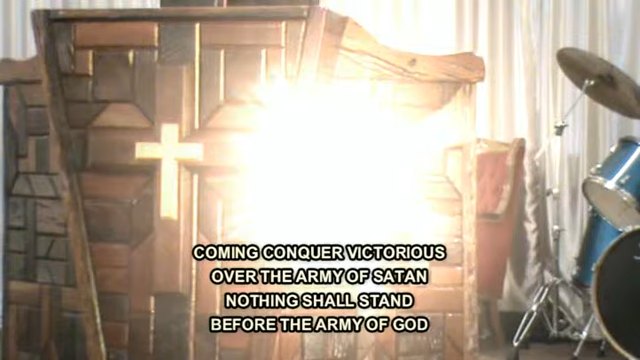 COMING CONQUER VICTORIOUS
OVER THE ARMY OF SATAN
NOTHING SHALL STAND
BEFORE THE ARMY OF GOD